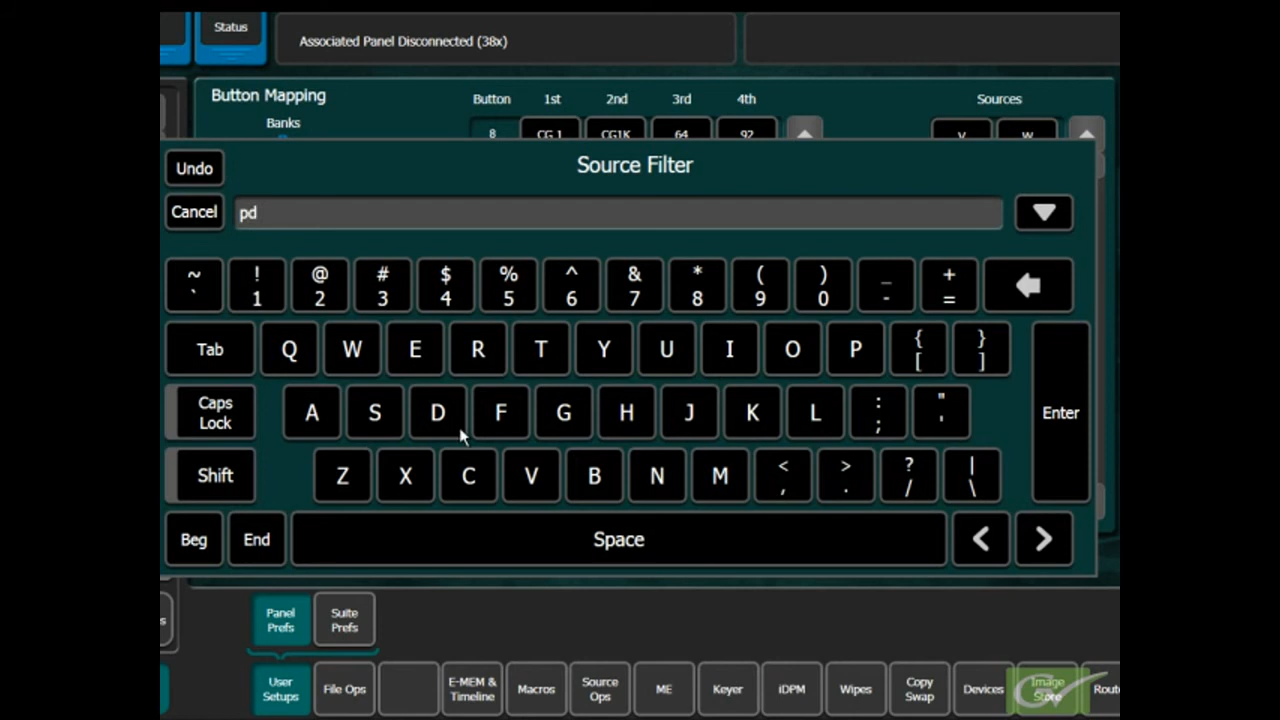 Status
Associated Panel Disconnected (38x)
Button Mapping
Button 1st 2nd 3rd 4th
Sources
Banks
8 CG 1 CG1K 64 92
V W
Undo
Source Filter
Cancel
pd
~ ` ! 1 @ 2 # 3 $ 4 % 5 ^ 6 & 7 * 8 ( 9 ) 0 _ - + =
Tab Q W E R T Y U I O P { [ } ]
Caps Lock A S D F G H J K L : ; " '
Enter
Shift Z X C V B N M < , > . ? / | \
Beg End Space < >
Panel Prefs
Suite Prefs
User Setups
File Ops
E-MEM & Timeline
Macros
Source Ops
ME
Keyer
iDPM
Wipes
Copy Swap
Devices
Image Store
Route